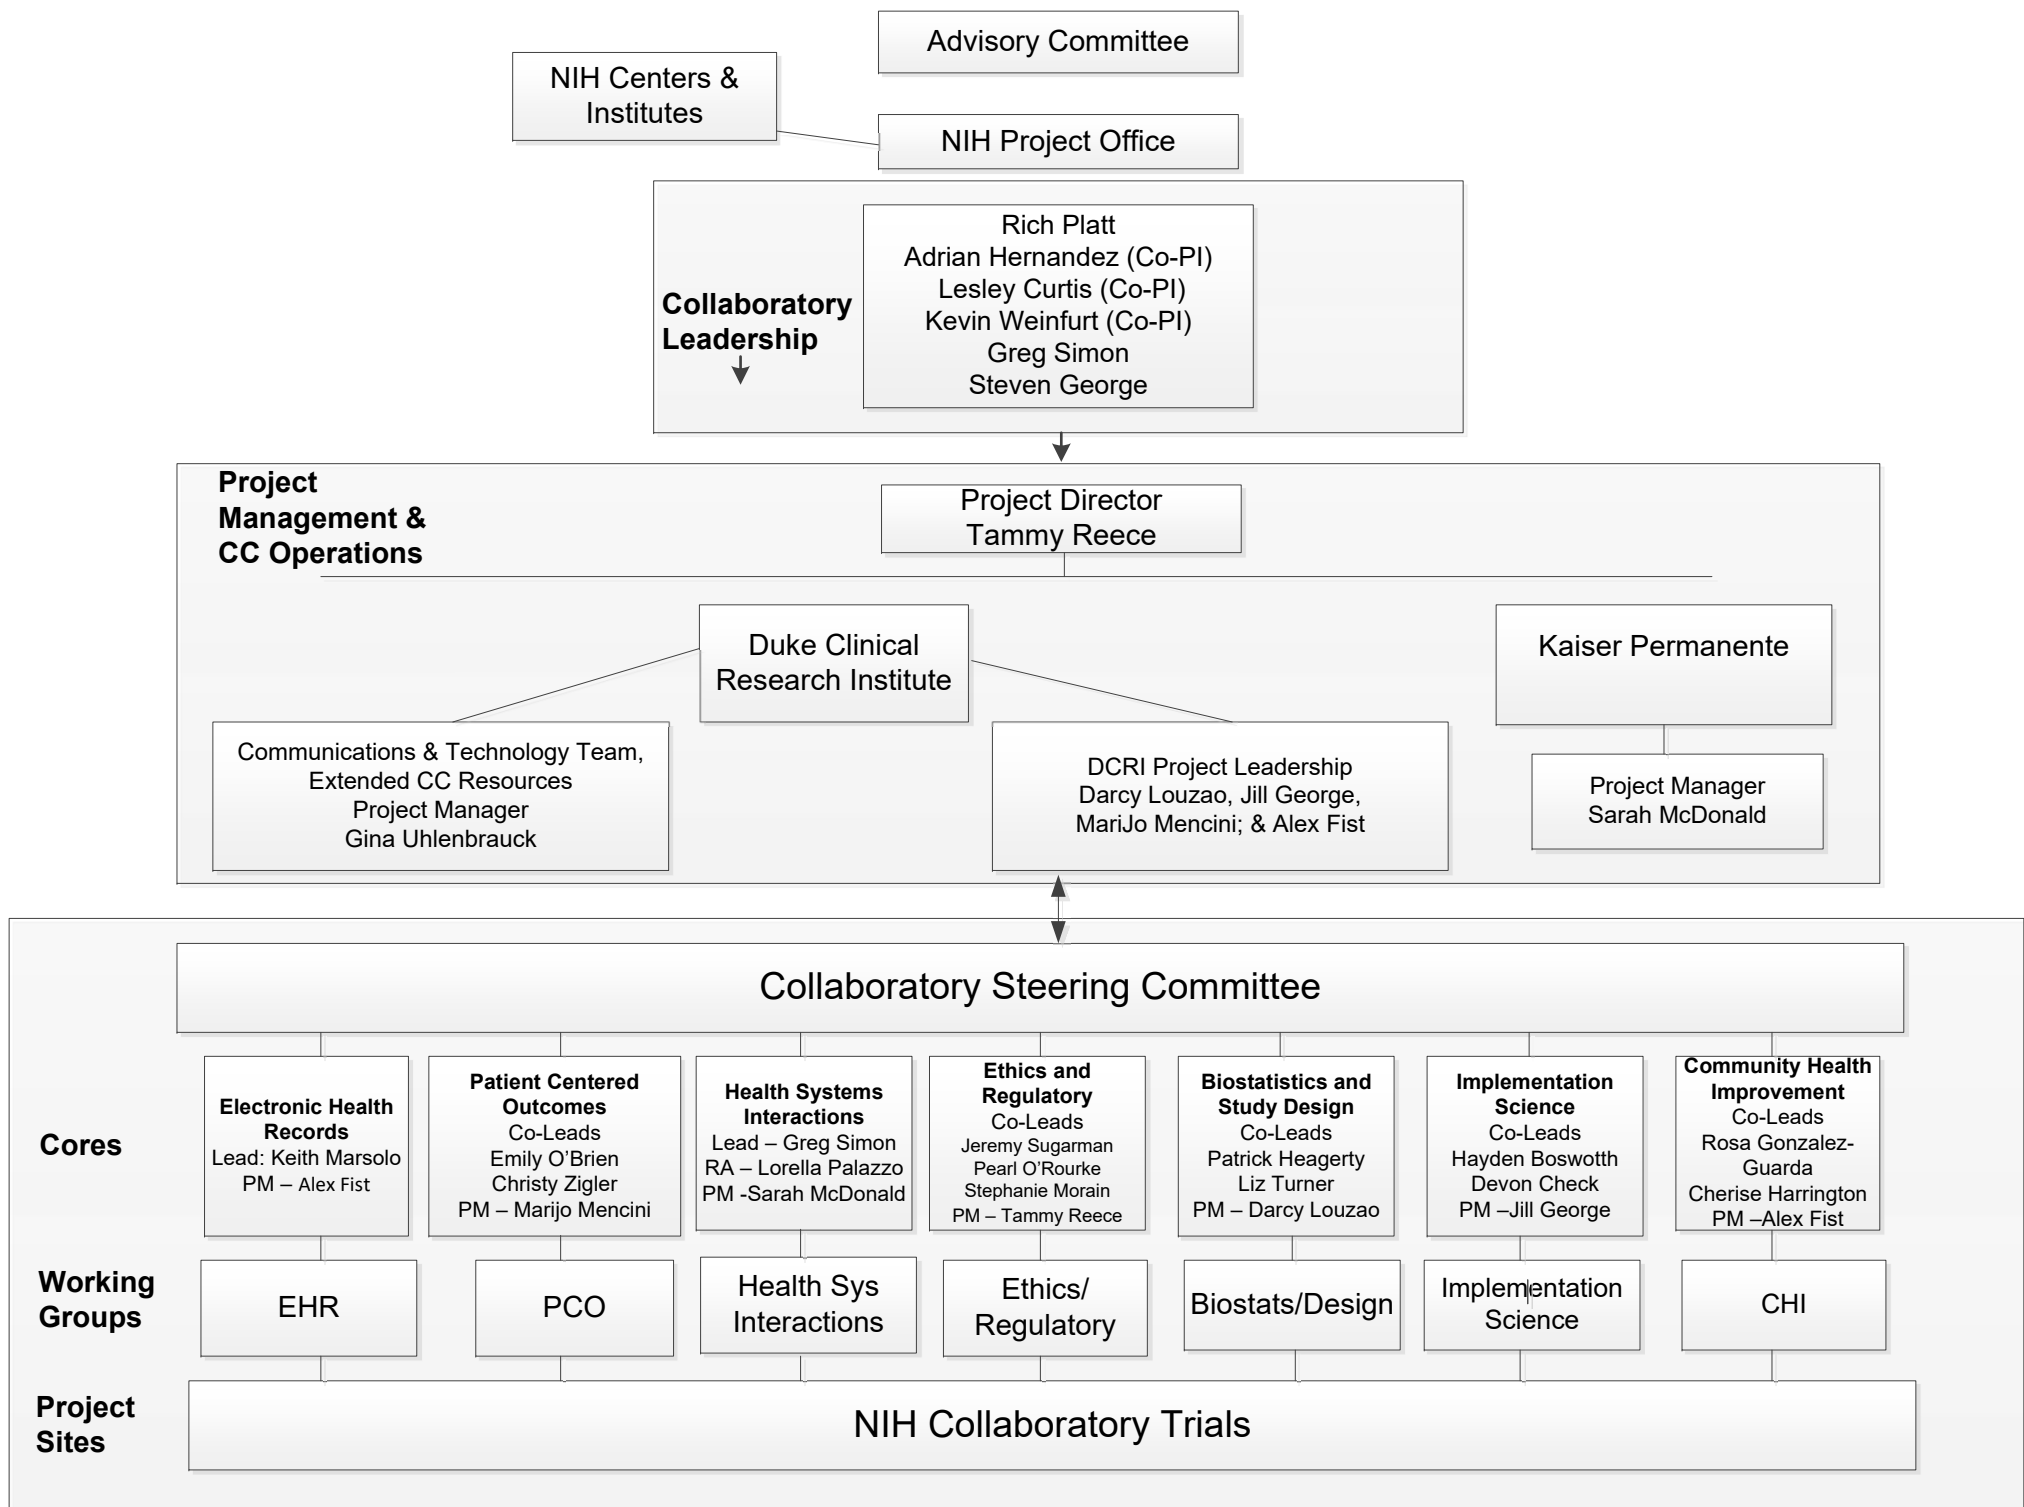 Advisory Committee
NIH Centers &
Institutes
NIH Project Office
Collaboratory
Leadership
Rich Platt
Adrian Hernandez (Co-PI)
Lesley Curtis (Co-PI)
Kevin Weinfurt (Co-PI)
Greg Simon
Steven George
Project
Management &
CC Operations
Project Director
Tammy Reece
Duke Clinical
Research Institute
Kaiser Permanente
Communications & Technology Team,
Extended CC Resources
Project Manager
Gina Uhlenbrauck
DCRI Project Leadership
Darcy Louzao, Jill George,
MariJo Mencini; & Alex Fist
Project Manager
Sarah McDonald
Collaboratory Steering Committee
Cores
Electronic Health
Records
Lead: Keith Marsolo
PM – Alex Fist
Patient Centered
Outcomes
Co-Leads
Emily O’Brien
Christy Zigler
PM – Marijo Mencini
Health Systems
Interactions
Lead – Greg Simon
RA – Lorella Palazzo
PM -Sarah McDonald
Ethics and
Regulatory
Co-Leads
Jeremy Sugarman
Pearl O’Rourke
Stephanie Morain
PM – Tammy Reece
Biostatistics and
Study Design
Co-Leads
Patrick Heagerty
Liz Turner
PM – Darcy Louzao
Implementation
Science
Co-Leads
Hayden Boswotth
Devon Check
PM –Jill George
Community Health
Improvement
Co-Leads
Rosa Gonzalez-
Guarda
Cherise Harrington
PM –Alex Fist
Working
Groups
EHR
PCO
Health Sys
Interactions
Ethics/
Regulatory
Biostats/Design
Implementation
Science
CHI
Project
Sites
NIH Collaboratory Trials